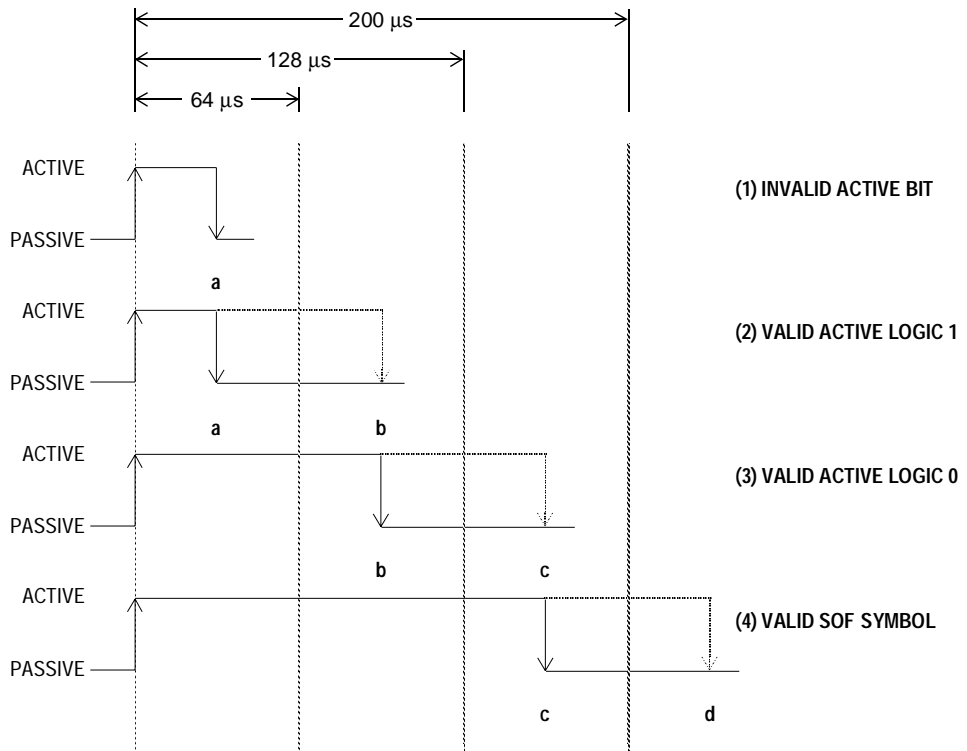 200 μs
128 μs
64 μs
ACTIVE
(1) INVALID ACTIVE BIT
PASSIVE
a
ACTIVE
(2) VALID ACTIVE LOGIC 1
PASSIVE
a b
ACTIVE
(3) VALID ACTIVE LOGIC 0
PASSIVE
b c
ACTIVE
(4) VALID SOF SYMBOL
PASSIVE
c d